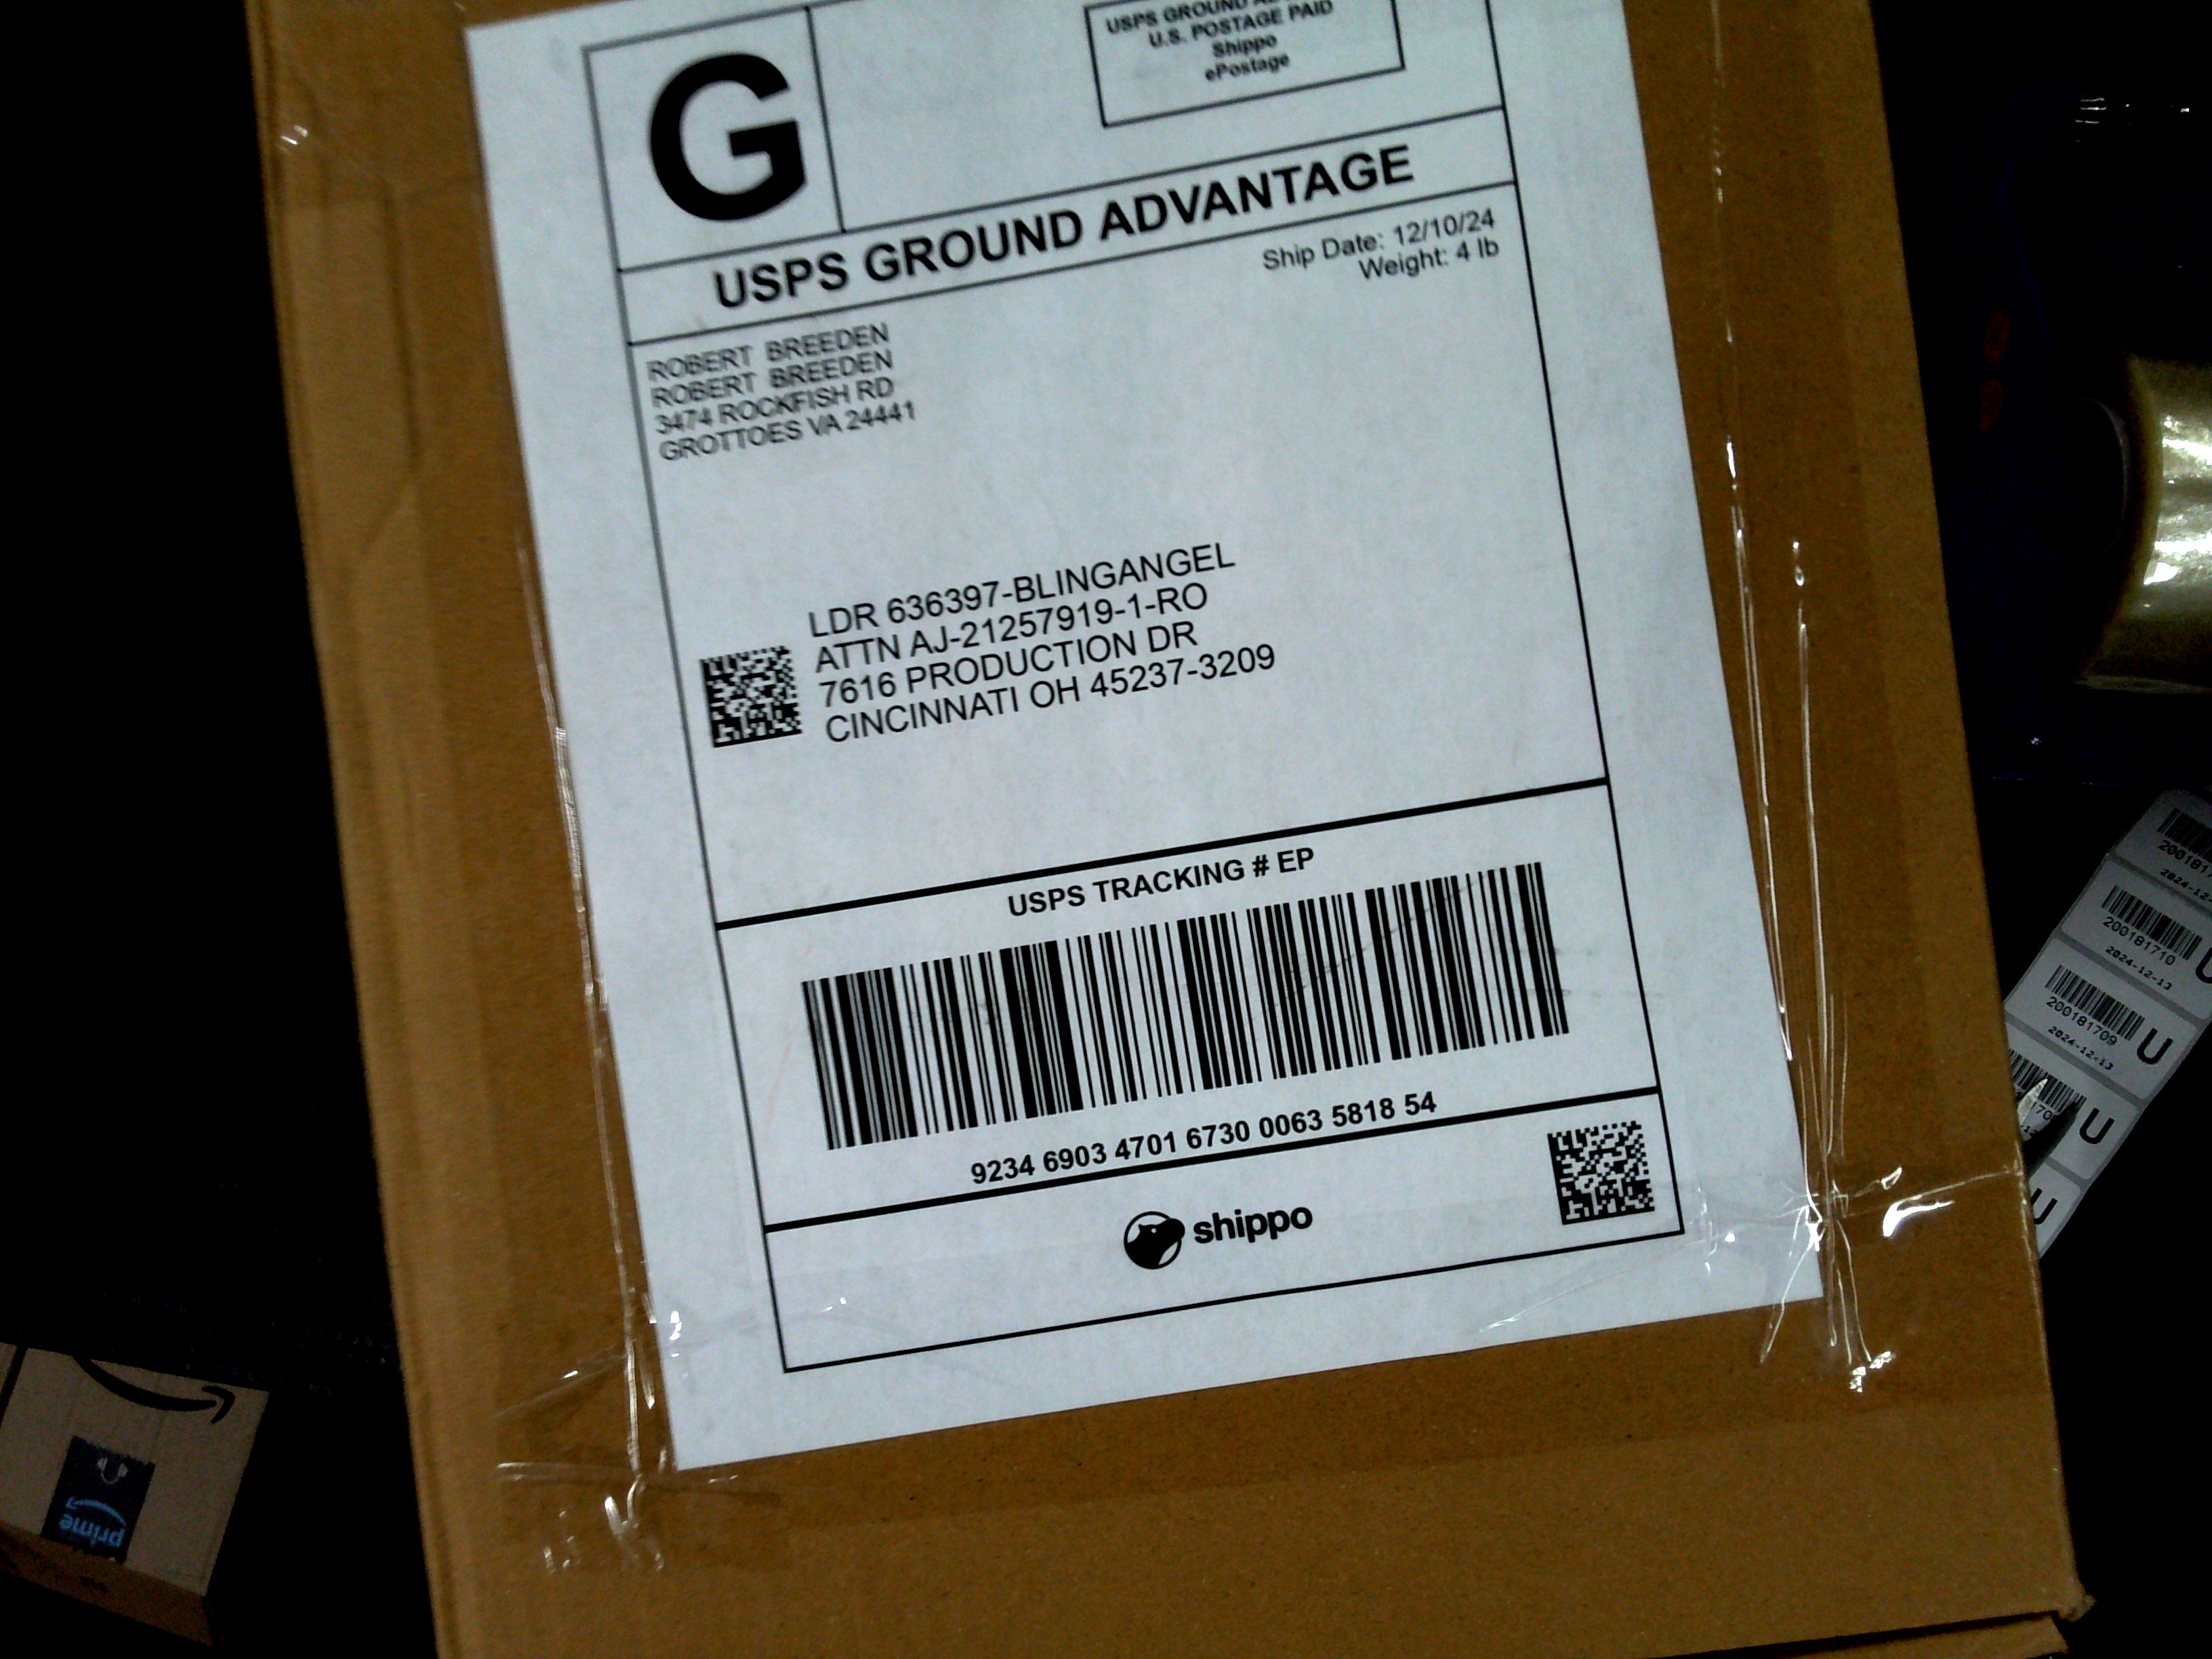 G
USPS GROUND
U.S. POSTAGE PAID
Shippo
ePostage
USPS GROUND ADVANTAGE
Ship Date: 12/10/24
Weight: 4 lb
ROBERT BREEDEN
ROBERT BREEDEN
3474 ROCKFISH RD
GROTTOES VA 24441
LDR 636397-BLINGANGEL
ATTN AJ-21257919-1-RO
7616 PRODUCTION DR
CINCINNATI OH 45237-3209
USPS TRACKING # EP
9234 6903 4701 6730 0063 5818 54
shippo
prime
200181710
2024-12-13
200181709
2024-12-13
U
U
U